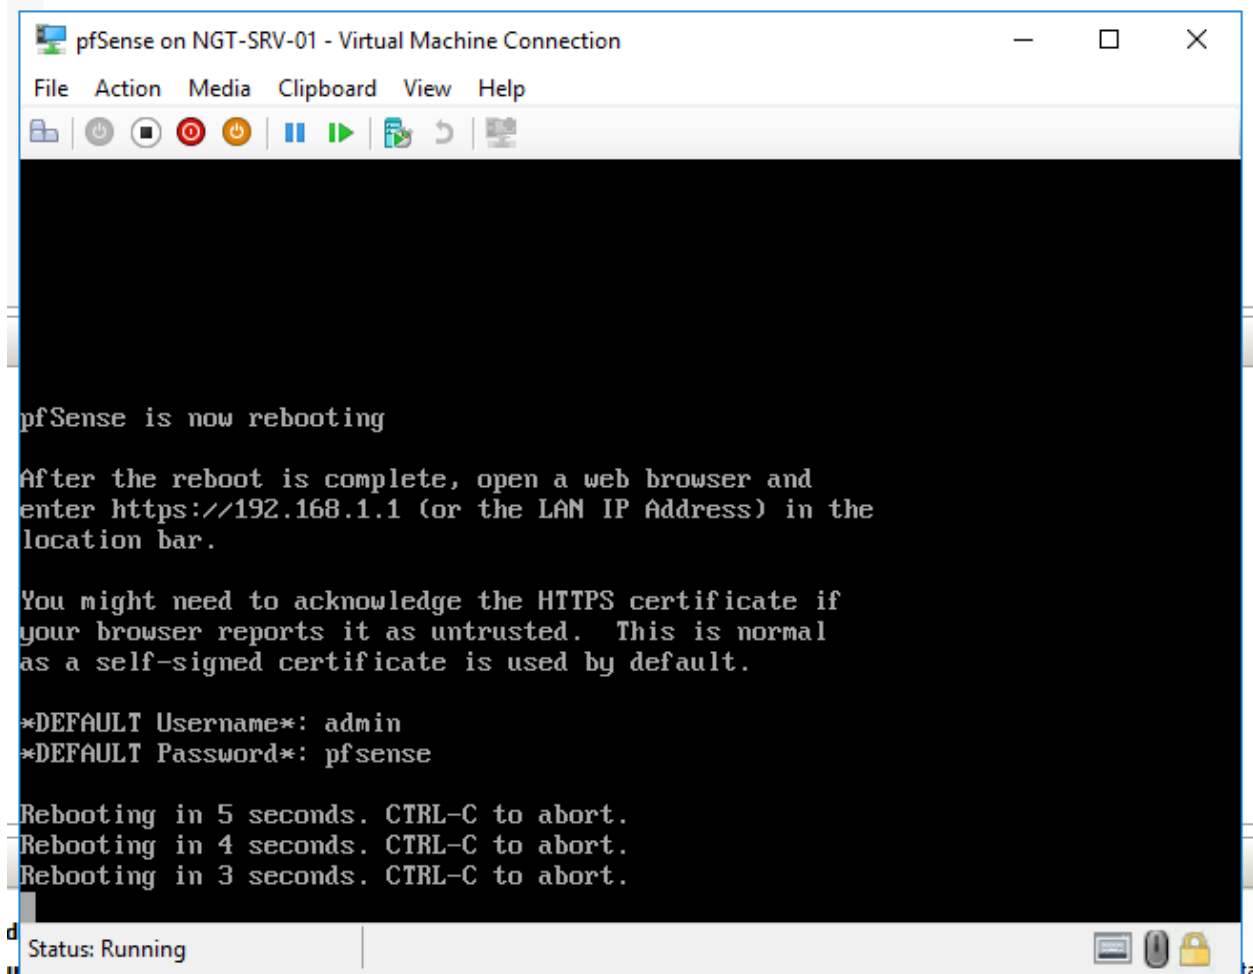 pfSense on NGT-SRV-01 - Virtual Machine Connection
File Action Media Clipboard View Help
pfSense is now rebooting
After the reboot is complete, open a web browser and
enter https://192.168.1.1 (or the LAN IP Address) in the
location bar.
You might need to acknowledge the HTTPS certificate if
your browser reports it as untrusted.  This is normal
as a self-signed certificate is used by default.
*DEFAULT Username*: admin
*DEFAULT Password*: pfsense
Rebooting in 5 seconds. CTRL-C to abort.
Rebooting in 4 seconds. CTRL-C to abort.
Rebooting in 3 seconds. CTRL-C to abort.
Status: Running